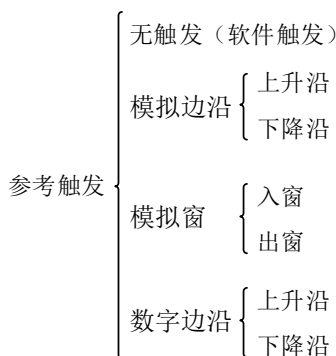 无触发（软件触发）
上升沿
模拟边沿
下降沿
参考触发
入窗
模拟窗
出窗
上升沿
数字边沿
下降沿